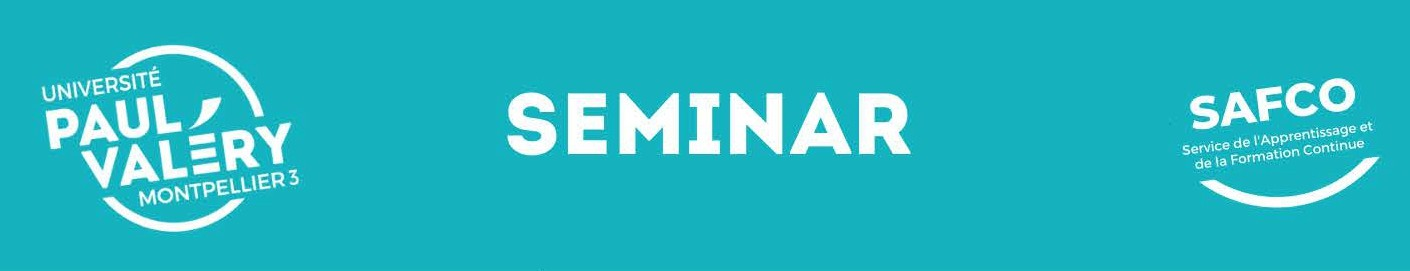 UNIVERSITÉ
PAUL
VALÉRY
MONTPELLIER 3
SEMINAR
SAFCO
Service de l'Apprentissage et
de la Formation Continue